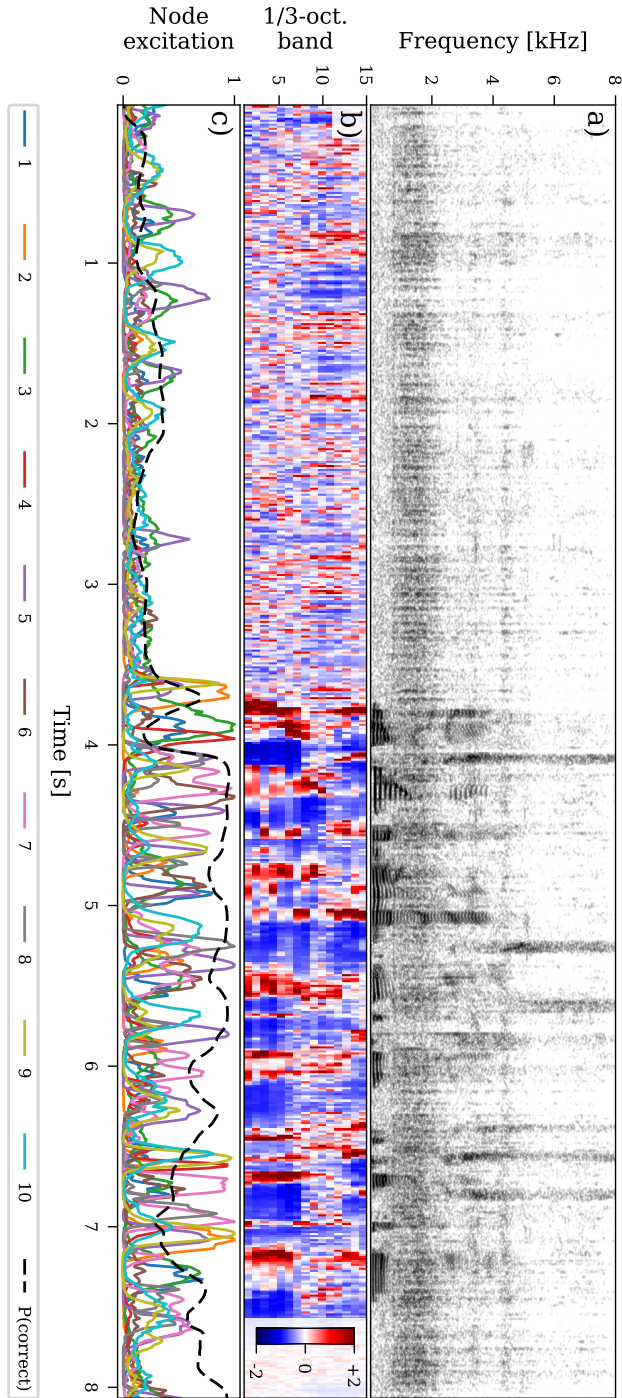 a)
Frequency [kHz]
2
4
6
8
b)
1/3-oct.
band
5
10
15
+2
0
-2
c)
Node
excitation
0
1
1
2
3
4
5
6
7
8
Time [s]
1 2 3 4 5 6 7 8 9 10 P(correct)